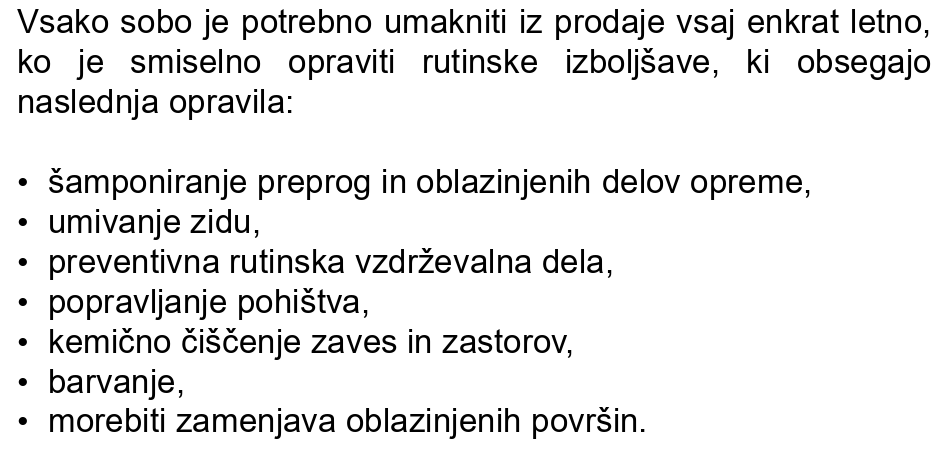 Vsako sobo je potrebno umakniti iz prodaje vsaj enkrat letno,
ko je smiselno opraviti rutinske izboljšave, ki obsegajo
naslednja opravila:
• šamponiranje preprog in oblazinjenih delov opreme,
• umivanje zidu,
• preventivna rutinska vzdrževalna dela,
• popravljanje pohištva,
• kemično čiščenje zaves in zastorov,
• barvanje,
• morebiti zamenjava oblazinjenih površin.